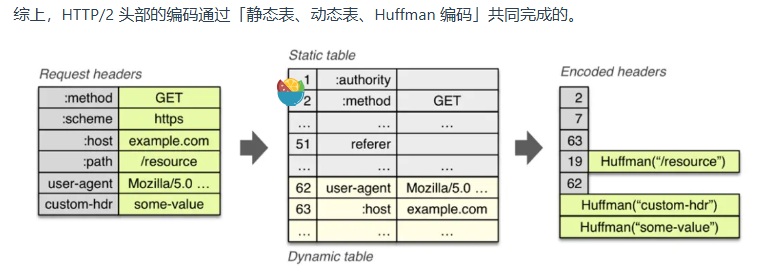 综上，HTTP/2 头部的编码通过「静态表、动态表、Huffman 编码」共同完成的。
Request headers
:method GET
:scheme https
:host example.com
:path /resource
user-agent Mozilla/5.0 ...
custom-hdr some-value
Static table
1 :authority
2 :method GET
... ... ...
51 referer
... ... ...
62 user-agent Mozilla/5.0 ...
63 :host example.com
... ... ...
Dynamic table
Encoded headers
2
7
63
19 Huffman("/resource")
62
Huffman("custom-hdr")
Huffman("some-value")